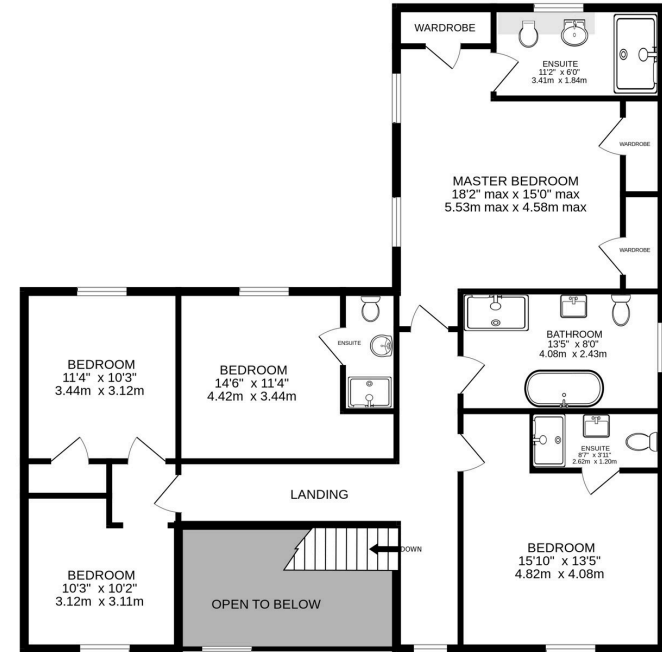 WARDROBE
ENSUITE
11'2" x 6'0"
3.41m x 1.84m
WARDROBE
MASTER BEDROOM
18'2" max x 15'0" max
5.53m max x 4.58m max
WARDROBE
BEDROOM
11'4" x 10'3"
3.44m x 3.12m
BEDROOM
14'6" x 11'4"
4.42m x 3.44m
ENSUITE
BATHROOM
13'5" x 8'0"
4.08m x 2.43m
ENSUITE
8'7" x 3'11"
2.62m x 1.20m
LANDING
DOWN
BEDROOM
10'3" x 10'2"
3.12m x 3.11m
OPEN TO BELOW
BEDROOM
15'10" x 13'5"
4.82m x 4.08m